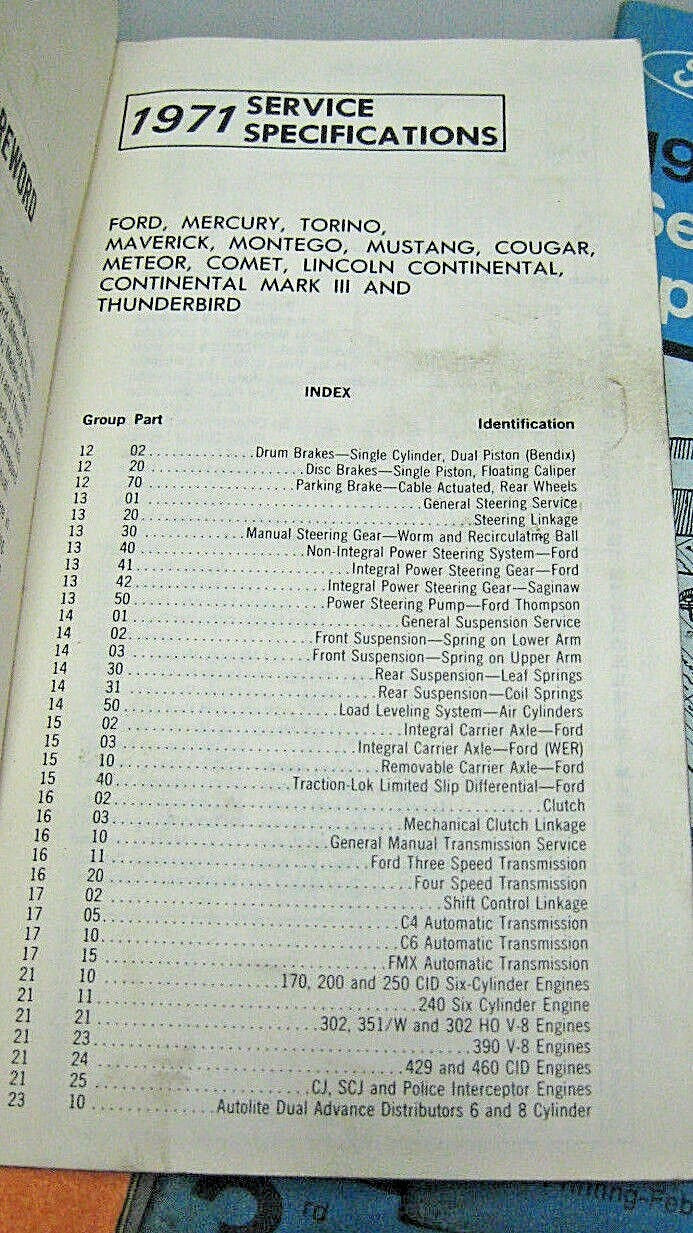 REWORD
1971 SERVICE
SPECIFICATIONS
FORD, MERCURY, TORINO,
MAVERICK, MONTEGO, MUSTANG, COUGAR,
METEOR, COMET, LINCOLN CONTINENTAL,
CONTINENTAL MARK III AND
THUNDERBIRD
INDEX
Group Part Identification
12 02..............Drum Brakes—Single Cylinder, Dual Piston (Bendix)
12 20....................Disc Brakes—Single Piston, Floating Caliper
12 70...................Parking Brake—Cable Actuated, Rear Wheels
13 01....................................General Steering Service
13 20..........................................Steering Linkage
13 30..............Manual Steering Gear—Worm and Recirculating Ball
13 40......................Non-Integral Power Steering System—Ford
13 41............................Integral Power Steering Gear—Ford
13 42.........................Integral Power Steering Gear—Saginaw
13 50.........................Power Steering Pump—Ford Thompson
14 01...................................General Suspension Service
14 02........................Front Suspension—Spring on Lower Arm
14 03........................Front Suspension—Spring on Upper Arm
14 30................................Rear Suspension—Leaf Springs
14 31................................Rear Suspension—Coil Springs
14 50...........................Load Leveling System—Air Cylinders
15 02....................................Integral Carrier Axle—Ford
15 03..............................Integral Carrier Axle—Ford (WER)
15 10.................................Removable Carrier Axle—Ford
15 40......................Traction-Lok Limited Slip Differential—Ford
16 02......................................................Clutch
16 03....................................Mechanical Clutch Linkage
16 10...........................General Manual Transmission Service
16 11................................Ford Three Speed Transmission
16 20......................................Four Speed Transmission
17 02.........................................Shift Control Linkage
17 05....................................C4 Automatic Transmission
17 10....................................C6 Automatic Transmission
17 15...................................FMX Automatic Transmission
21 10......................170, 200 and 250 CID Six-Cylinder Engines
21 11.......................................240 Six Cylinder Engine
21 21...........................302, 351/W and 302 HO V-8 Engines
21 23.............................................390 V-8 Engines
21 24.....................................429 and 460 CID Engines
21 25..........................CJ, SCJ and Police Interceptor Engines
23 10...............Autolite Dual Advance Distributors 6 and 8 Cylinder
19
Se
p
3rd
Printing-Feb